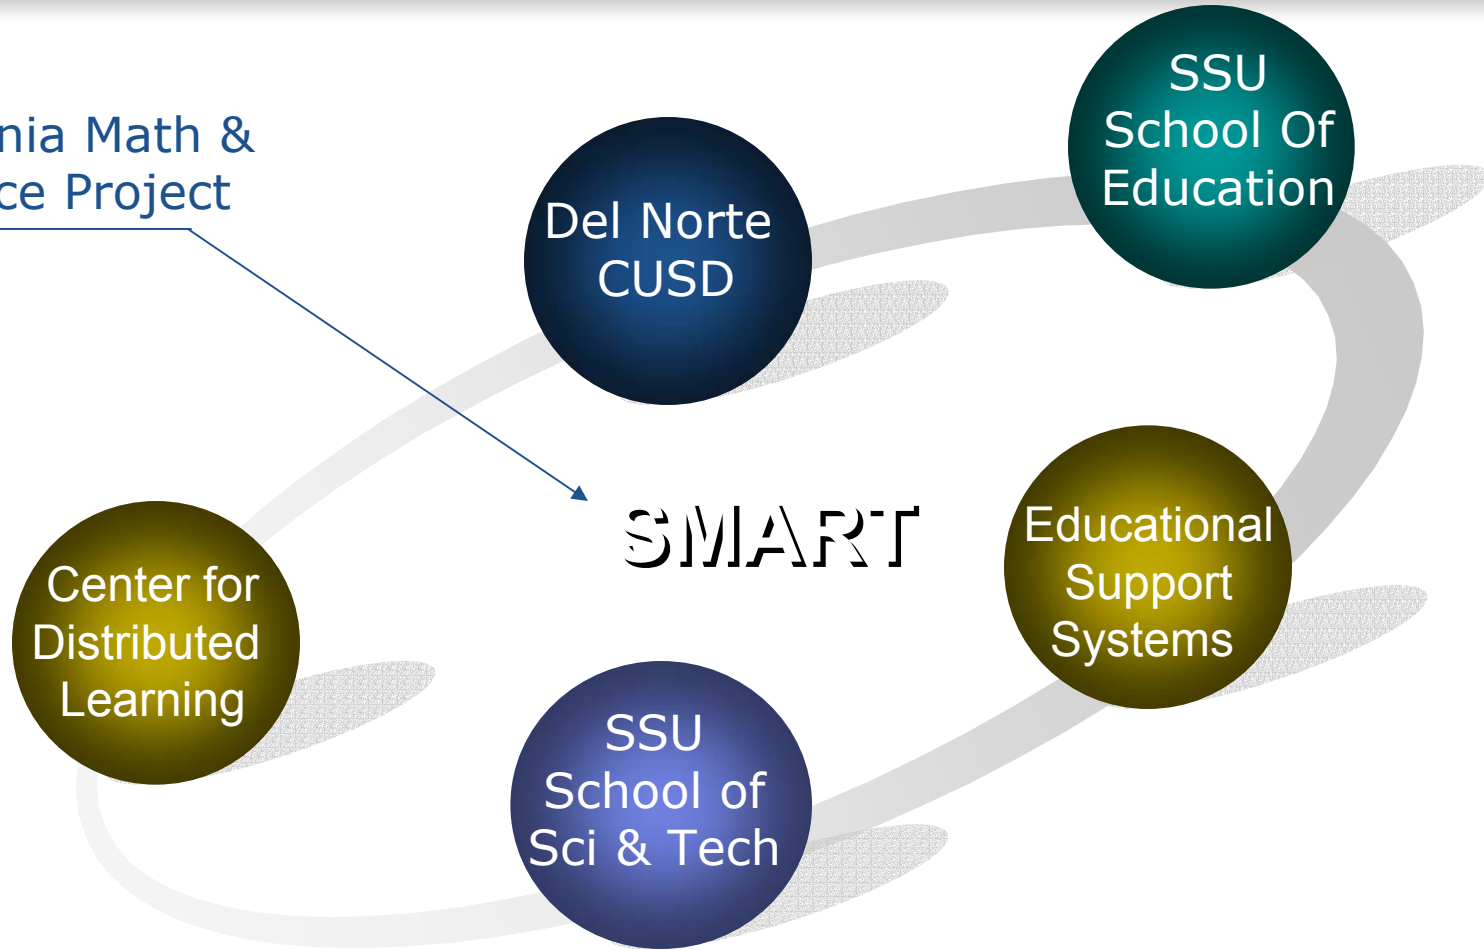 nia Math &
ce Project
Del Norte
CUSD
SSU
School Of
Education
SMART
Educational
Support
Systems
Center for
Distributed
Learning
SSU
School of
Sci & Tech